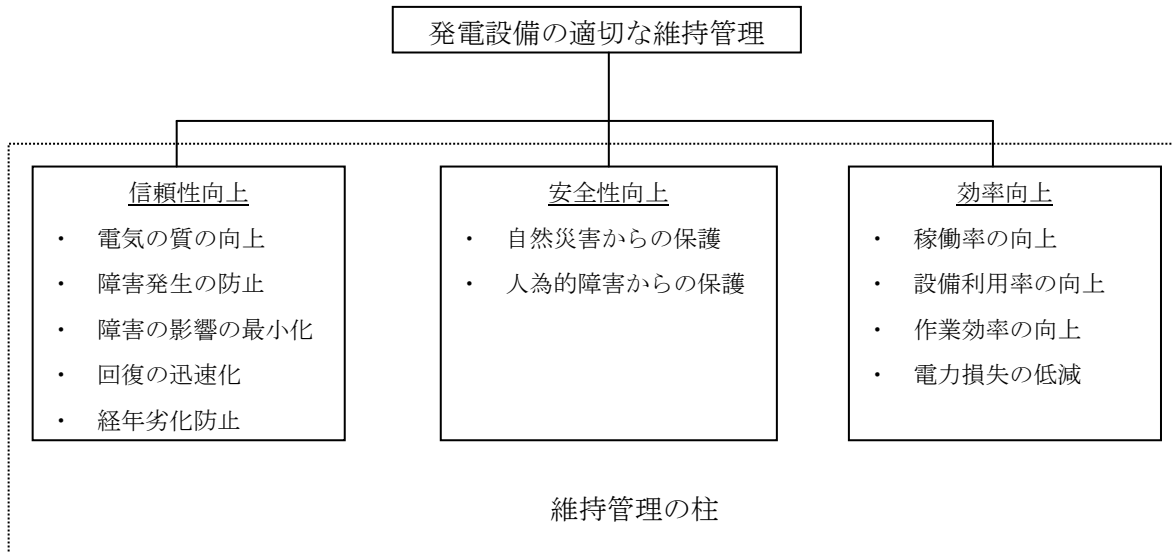 発電設備の適切な維持管理
信頼性向上
・ 電気の質の向上
・ 障害発生の防止
・ 障害の影響の最小化
・ 回復の迅速化
・ 経年劣化防止
安全性向上
・ 自然災害からの保護
・ 人為的障害からの保護
効率向上
・ 稼働率の向上
・ 設備利用率の向上
・ 作業効率の向上
・ 電力損失の低減
維持管理の柱